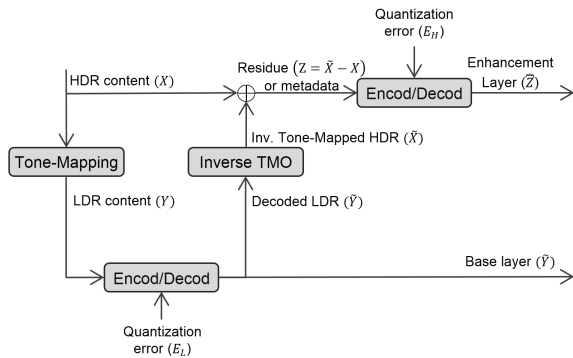 Quantization
error (E_H)
HDR content (X)
Residue (Z = X̃ − X)
or metadata
Enhancement
Layer (Z̃)
Encod/Decod
Inv. Tone-Mapped HDR (X̃)
Tone-Mapping
Inverse TMO
LDR content (Y)
Decoded LDR (Ỹ)
Base layer (Ỹ)
Encod/Decod
Quantization
error (E_L)